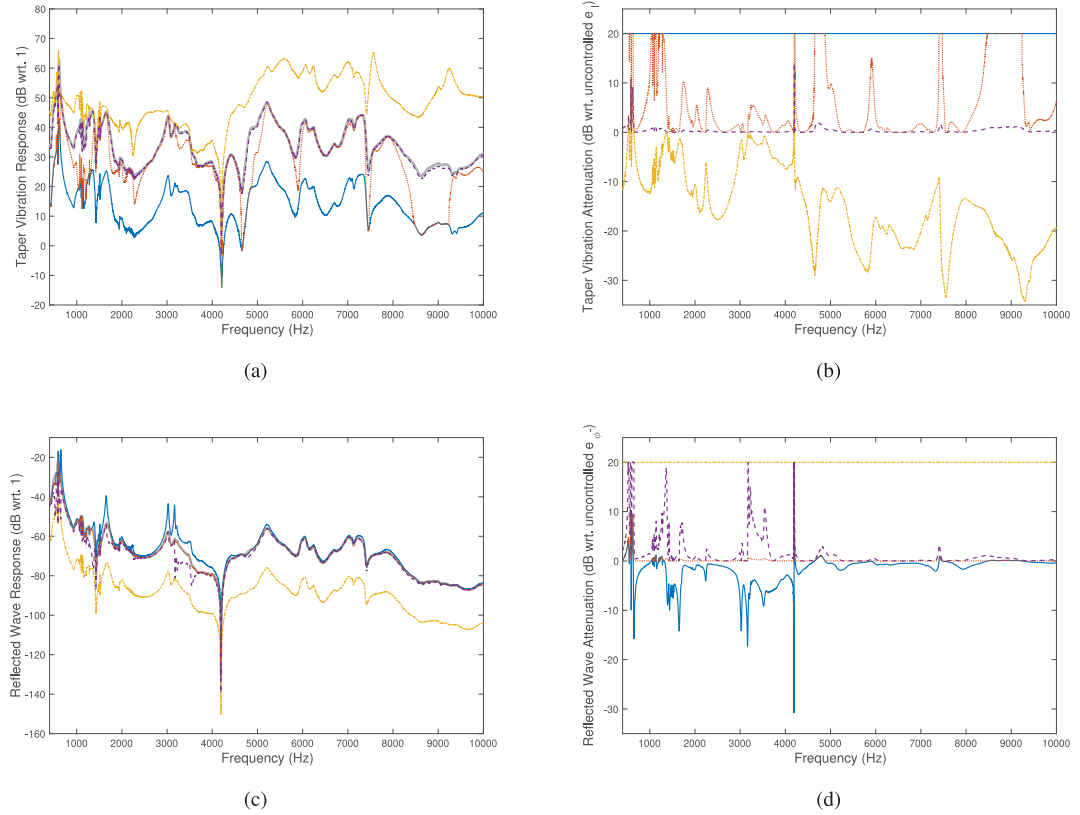 80
70
60
50
40
30
20
10
0
-10
-20
Taper Vibration Response (dB wrt. 1)
1000 2000 3000 4000 5000 6000 7000 8000 9000 10000
Frequency (Hz)
(a)
20
10
0
-10
-20
-30
Taper Vibration Attenuation (dB wrt. uncontrolled e_l)
1000 2000 3000 4000 5000 6000 7000 8000 9000 10000
Frequency (Hz)
(b)
-20
-40
-60
-80
-100
-120
-140
-160
Reflected Wave Response (dB wrt. 1)
1000 2000 3000 4000 5000 6000 7000 8000 9000 10000
Frequency (Hz)
(c)
20
10
0
-10
-20
-30
Reflected Wave Attenuation (dB wrt. uncontrolled e_ϕ-)
1000 2000 3000 4000 5000 6000 7000 8000 9000 10000
Frequency (Hz)
(d)